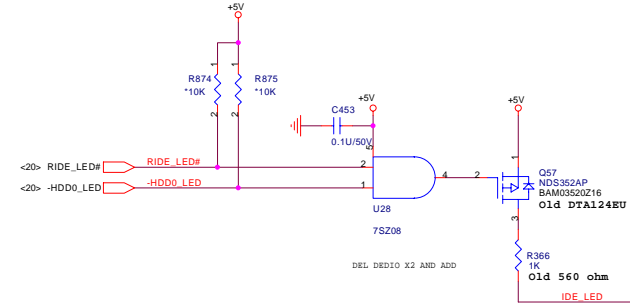 +5V
1
1
R874
*10K
R875
*10K
2
2
C453
0.1U/50V
+5V
5
+5V
<20> RIDE_LED#
RIDE_LED#
2
<20> -HDD0_LED
-HDD0_LED
1
4
U28
7SZ08
2
1
Q57
NDS352AP
BAM03520Z16
Old DTA124EU
3
R366
1K
Old 560 ohm
DEL DEDIO X2 AND ADD
IDE_LED